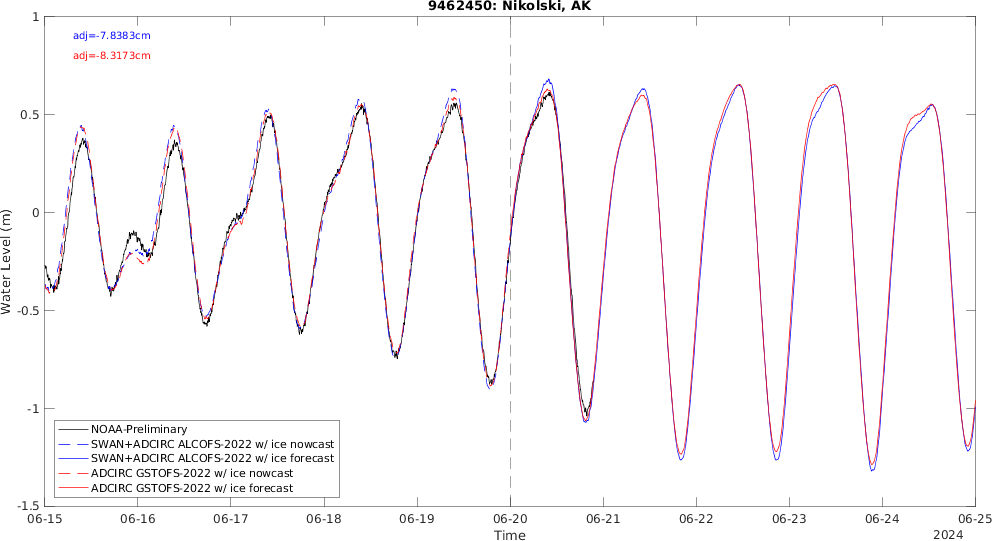 9462450: Nikolski, AK
adj=-7.8383cm
adj=-8.3173cm
Water Level (m)
1
0.5
0
-0.5
-1
-1.5
NOAA-Preliminary
SWAN+ADCIRC ALCOFS-2022 w/ ice nowcast
SWAN+ADCIRC ALCOFS-2022 w/ ice forecast
ADCIRC GSTOFS-2022 w/ ice nowcast
ADCIRC GSTOFS-2022 w/ ice forecast
06-15 06-16 06-17 06-18 06-19 06-20 06-21 06-22 06-23 06-24 06-25
Time
2024